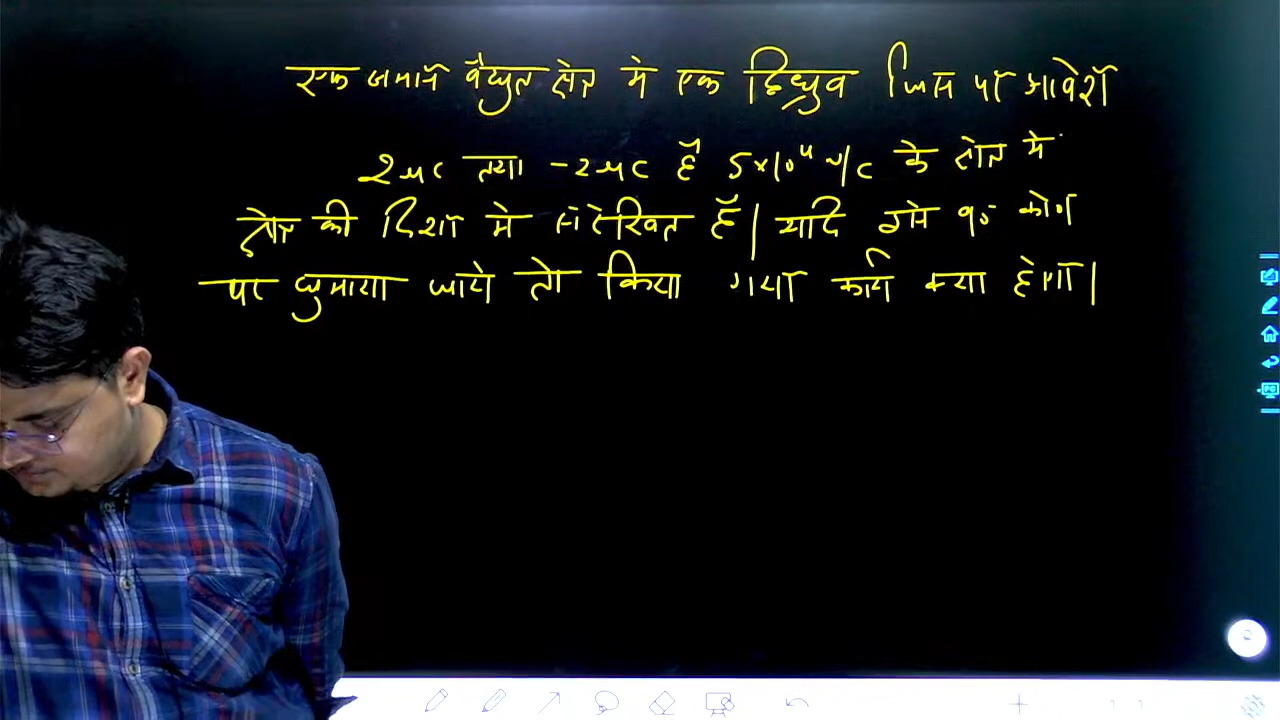 एक समान वैद्युत क्षेत्र में एक द्विध्रुव जिस पर आवेश
2μC तथा -2μC है 5×10⁴ N/C के क्षेत्र में
क्षेत्र की दिशा में संरेखित है| यदि इसे 90 कोण
पर घुमाया जाये तो किया गया कार्य क्या होगा|